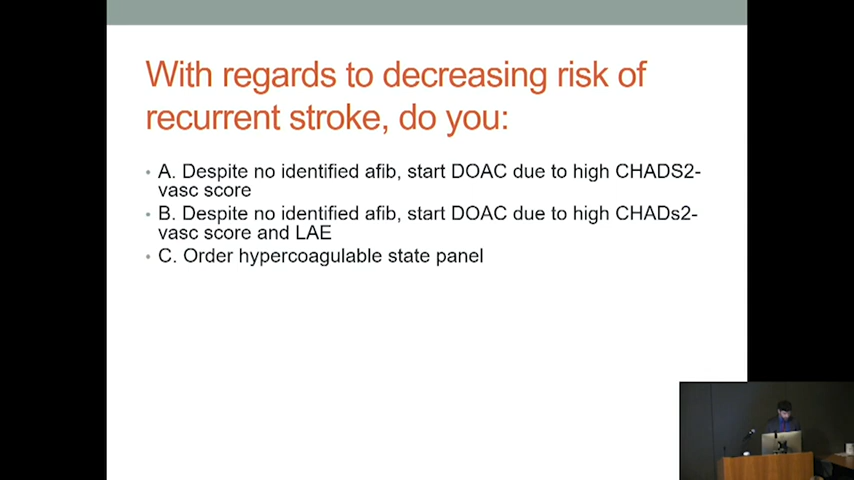 With regards to decreasing risk of
recurrent stroke, do you:
• A. Despite no identified afib, start DOAC due to high CHADS2-
vasc score
• B. Despite no identified afib, start DOAC due to high CHADs2-
vasc score and LAE
• C. Order hypercoagulable state panel